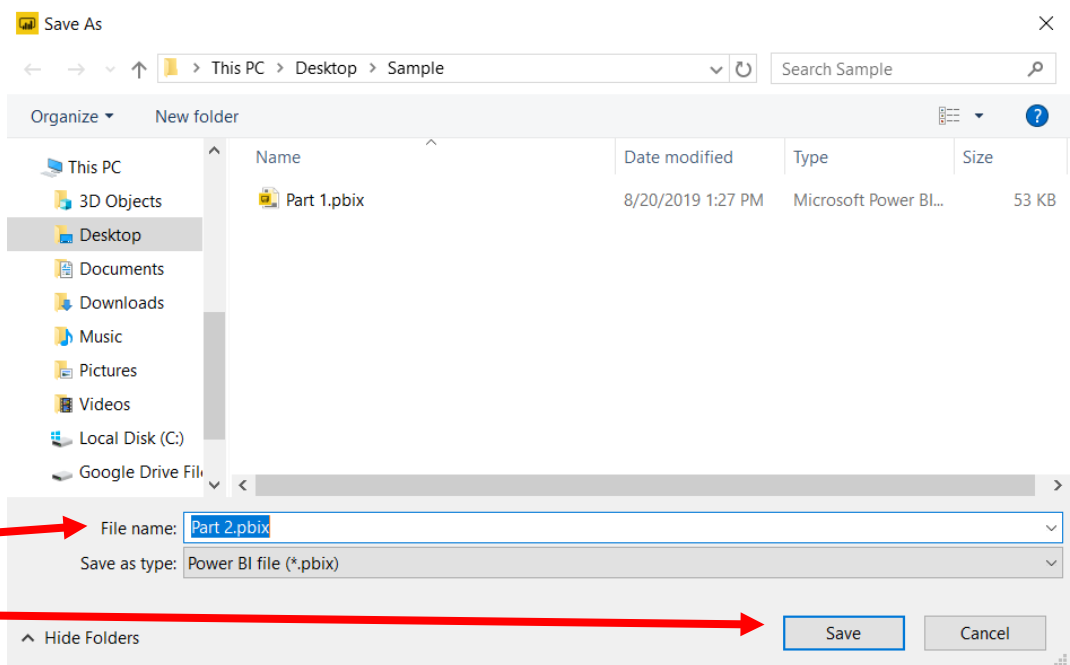 Save As
This PC > Desktop > Sample
Search Sample
Organize
New folder
?
Name
Date modified
Type
Size
This PC
3D Objects
Desktop
Documents
Downloads
Music
Pictures
Videos
Local Disk (C:)
Google Drive Fil
Part 1.pbix
8/20/2019 1:27 PM
Microsoft Power BI...
53 KB
File name: Part 2.pbix
Save as type: Power BI file (*.pbix)
Hide Folders
Save
Cancel